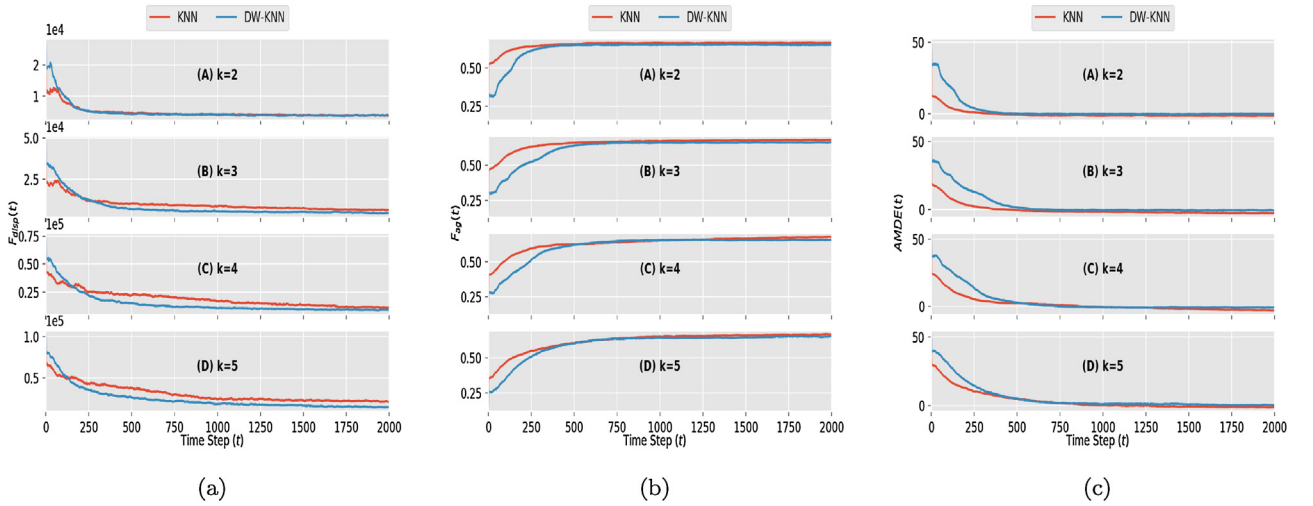 KNN DW-KNN
1e4
2
1
(A) k=2
1e4
5.0
2.5
(B) k=3
1e5
0.75
0.50
0.25
(C) k=4
1e5
1.0
0.5
(D) k=5
F_disp(t)
0 250 500 750 1000 1250 1500 1750 2000
Time Step (t)
(a)
KNN DW-KNN
0.50
0.25
(A) k=2
0.50
0.25
(B) k=3
0.50
0.25
(C) k=4
0.50
0.25
(D) k=5
F_ag(t)
0 250 500 750 1000 1250 1500 1750 2000
Time Step (t)
(b)
KNN DW-KNN
50
0
(A) k=2
50
0
(B) k=3
50
0
(C) k=4
50
0
(D) k=5
AMDE(t)
0 250 500 750 1000 1250 1500 1750 2000
Time Step (t)
(c)